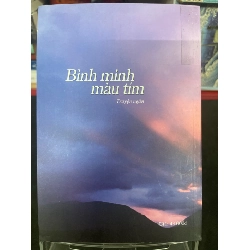 Bình minh
màu tím
Truyện ngắn